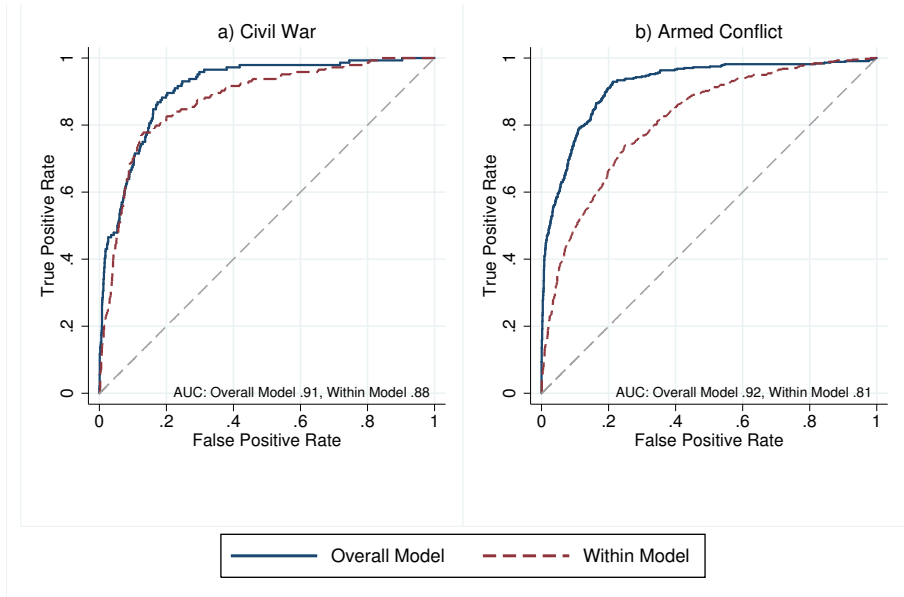 a) Civil War
True Positive Rate
0 .2 .4 .6 .8 1
AUC: Overall Model .91, Within Model .88
0 .2 .4 .6 .8 1
False Positive Rate
b) Armed Conflict
True Positive Rate
0 .2 .4 .6 .8 1
AUC: Overall Model .92, Within Model .81
0 .2 .4 .6 .8 1
False Positive Rate
Overall Model Within Model